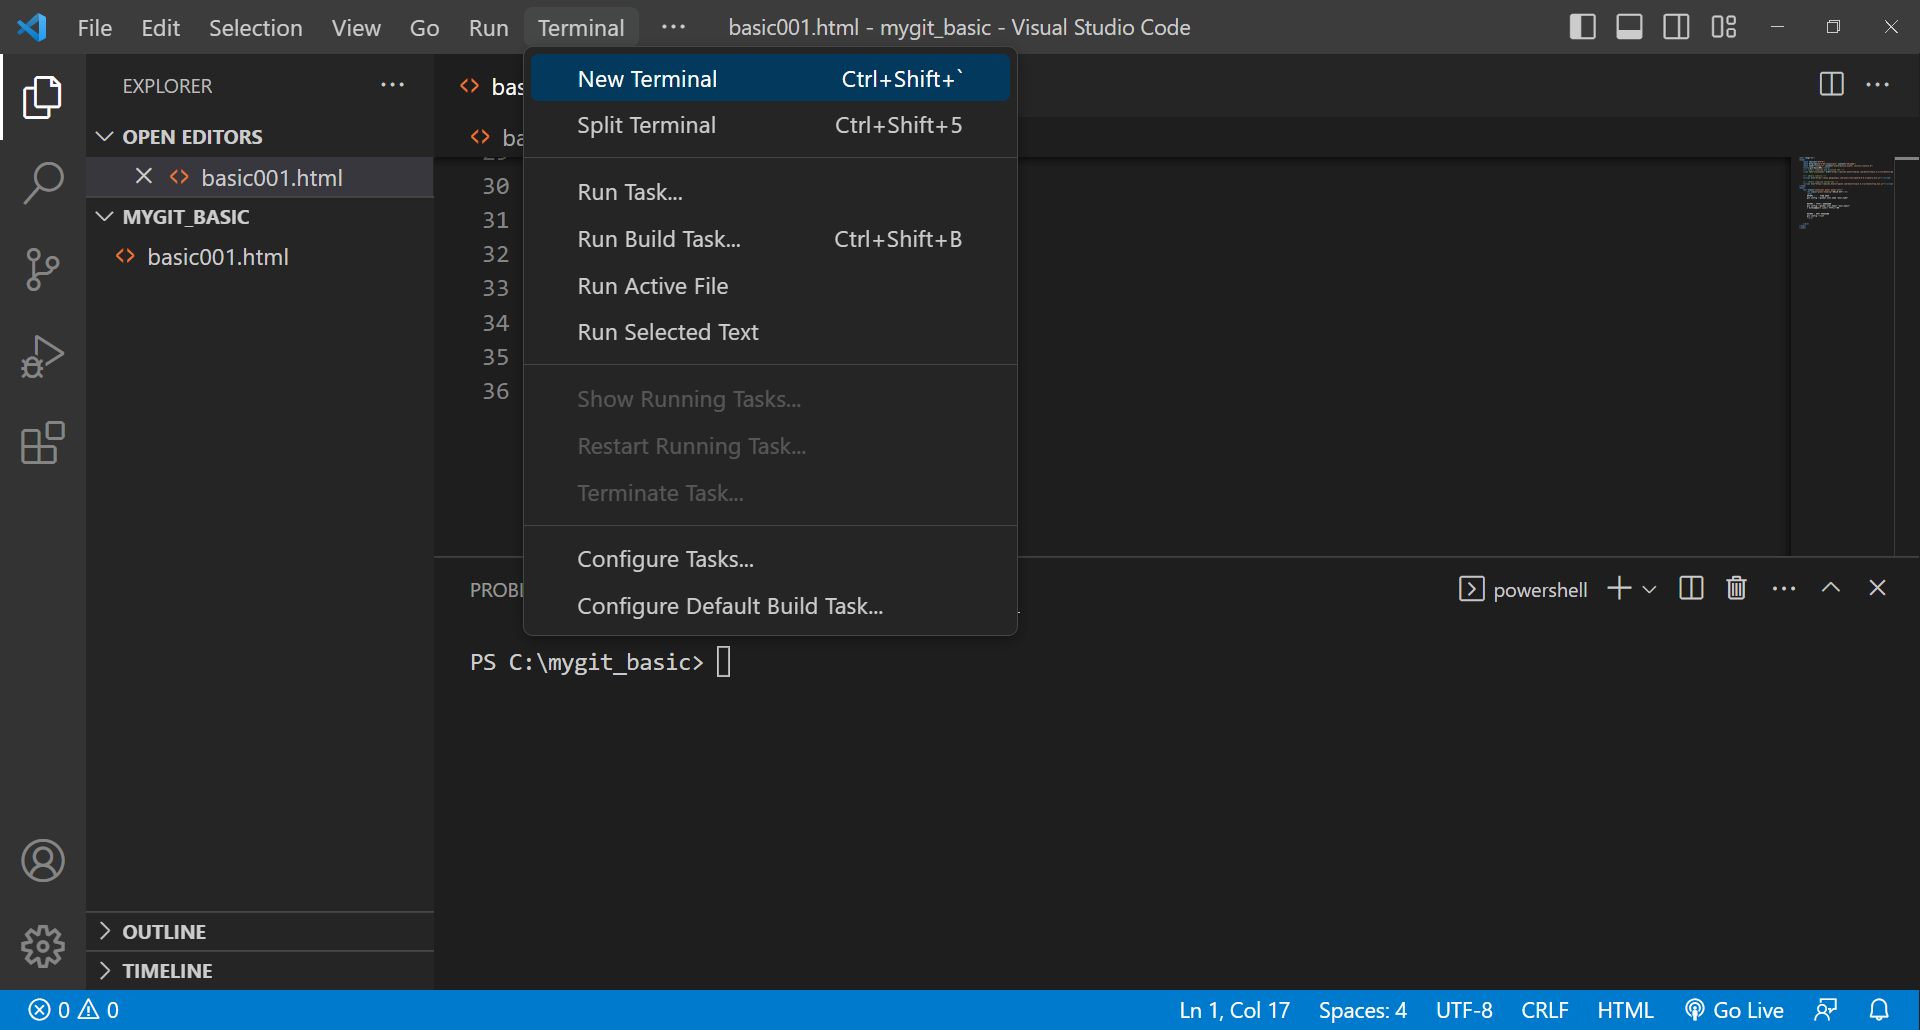 File Edit Selection View Go Run Terminal ··· basic001.html - mygit_basic - Visual Studio Code
EXPLORER ···
OPEN EDITORS
basic001.html
MYGIT_BASIC
basic001.html
OUTLINE
TIMELINE
New Terminal Ctrl+Shift+`
Split Terminal Ctrl+Shift+5
Run Task...
Run Build Task... Ctrl+Shift+B
Run Active File
Run Selected Text
Show Running Tasks...
Restart Running Task...
Terminate Task...
Configure Tasks...
Configure Default Build Task...
bas
ba
30
31
32
33
34
35
36
PROBL
powershell
PS C:\mygit_basic>
0 0 Ln 1, Col 17 Spaces: 4 UTF-8 CRLF HTML Go Live